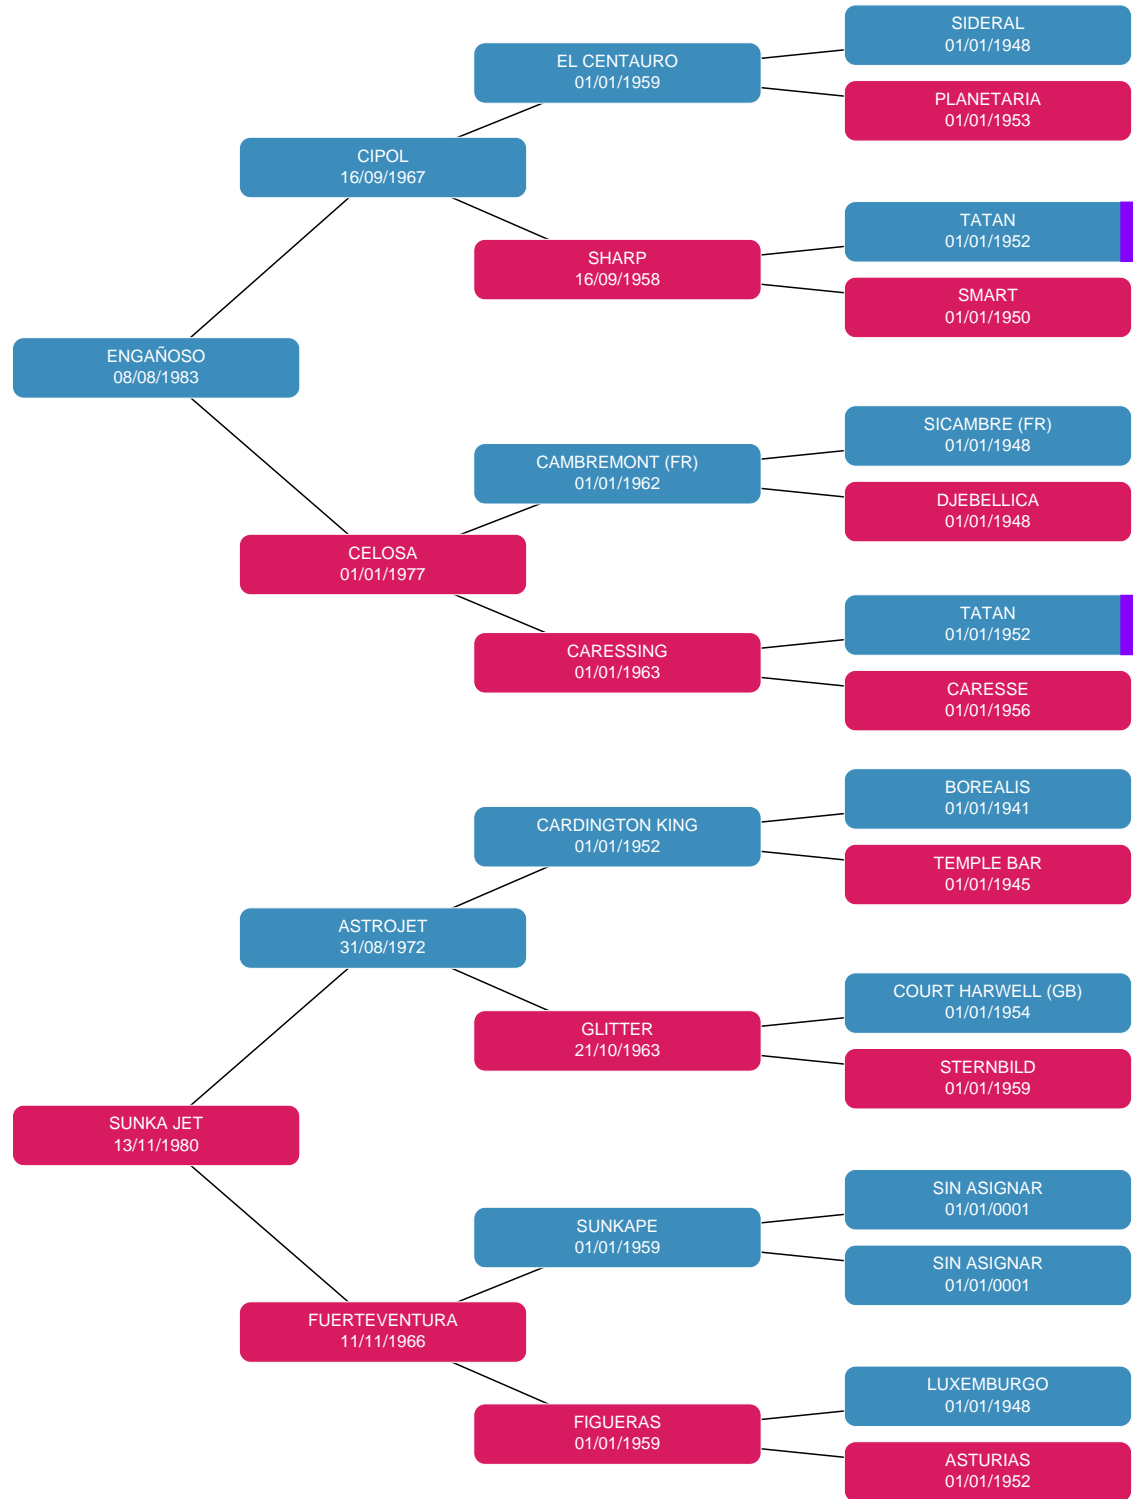 SIDERAL
01/01/1948
EL CENTAURO
01/01/1959
PLANETARIA
01/01/1953
CIPOL
16/09/1967
TATAN
01/01/1952
SHARP
16/09/1958
SMART
01/01/1950
ENGAÑOSO
08/08/1983
SICAMBRE (FR)
01/01/1948
CAMBREMONT (FR)
01/01/1962
DJEBELLICA
01/01/1948
CELOSA
01/01/1977
TATAN
01/01/1952
CARESSING
01/01/1963
CARESSE
01/01/1956
BOREALIS
01/01/1941
CARDINGTON KING
01/01/1952
TEMPLE BAR
01/01/1945
ASTROJET
31/08/1972
COURT HARWELL (GB)
01/01/1954
GLITTER
21/10/1963
STERNBILD
01/01/1959
SUNKA JET
13/11/1980
SIN ASIGNAR
01/01/0001
SUNKAPE
01/01/1959
SIN ASIGNAR
01/01/0001
FUERTEVENTURA
11/11/1966
LUXEMBURGO
01/01/1948
FIGUERAS
01/01/1959
ASTURIAS
01/01/1952